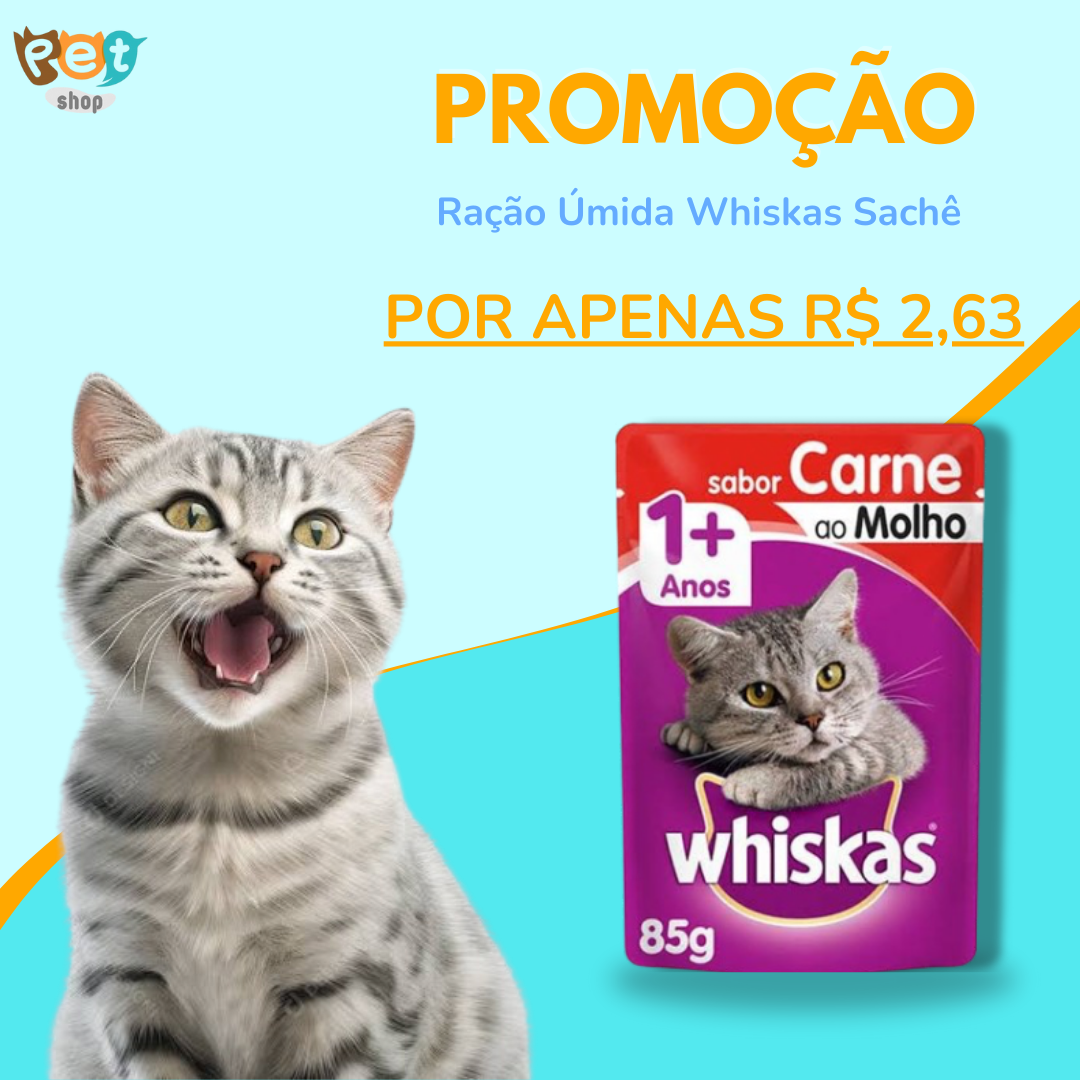 Pet
shop
PROMOÇÃO
Ração Úmida Whiskas Sachê
POR APENAS R$ 2,63
sabor Carne
ao Molho
1+
Anos
whiskas®
85g